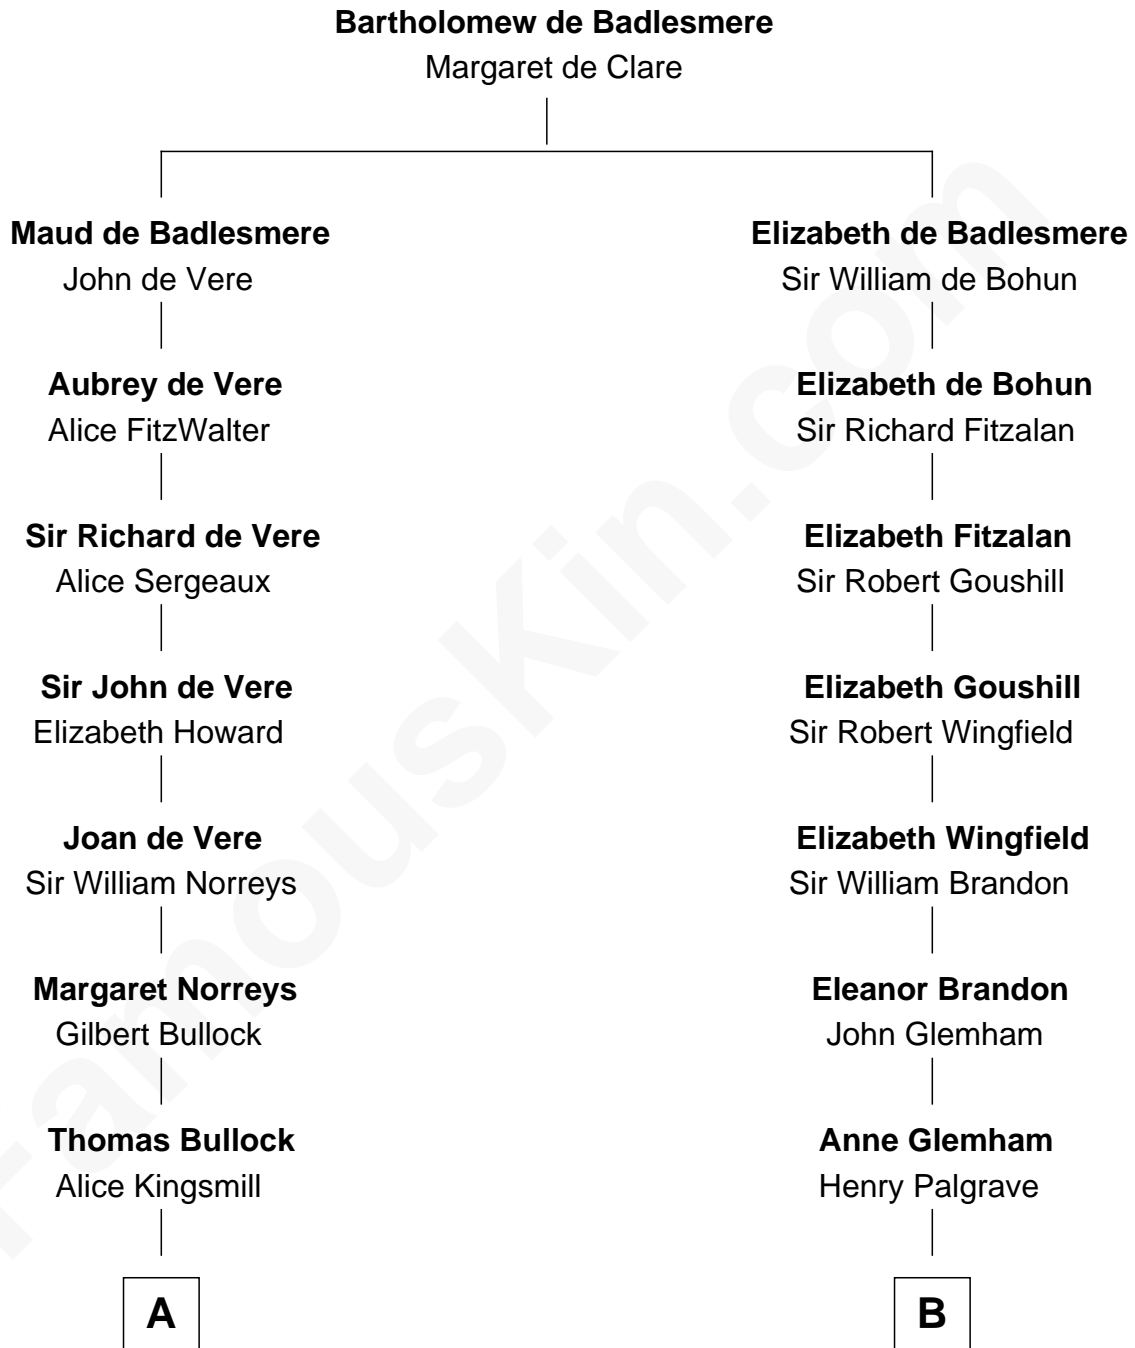 Bartholomew de Badlesmere
Margaret de Clare
Maud de Badlesmere
John de Vere
Aubrey de Vere
Alice FitzWalter
Sir Richard de Vere
Alice Sergeaux
Sir John de Vere
Elizabeth Howard
Joan de Vere
Sir William Norreys
Margaret Norreys
Gilbert Bullock
Thomas Bullock
Alice Kingsmill
A
Elizabeth de Badlesmere
Sir William de Bohun
Elizabeth de Bohun
Sir Richard Fitzalan
Elizabeth Fitzalan
Sir Robert Goushill
Elizabeth Goushill
Sir Robert Wingfield
Elizabeth Wingfield
Sir William Brandon
Eleanor Brandon
John Glemham
Anne Glemham
Henry Palgrave
B
FamousKin.com